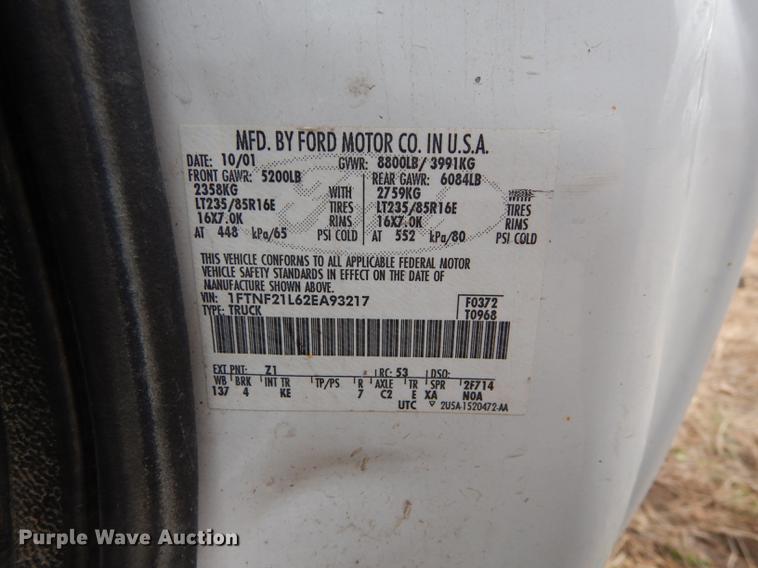 MFD. BY FORD MOTOR CO. IN U.S.A.
DATE: 10/01 GVWR: 8800LB/3991KG
FRONT GAWR: 5200LB REAR GAWR: 6084LB
2358KG WITH 2759KG WITH
LT235/85R16E TIRES LT235/85R16E TIRES
16X7.0K RIMS 16X7.0K RIMS
AT 448 kPa/65 PSI COLD AT 552 kPa/80 PSI COLD
THIS VEHICLE CONFORMS TO ALL APPLICABLE FEDERAL MOTOR
VEHICLE SAFETY STANDARDS IN EFFECT ON THE DATE OF
MANUFACTURE SHOWN ABOVE.
VIN: 1FTNF21L62EA93217 F0372
TYPE: TRUCK T0968
EXT PNT: Z1 RC: 53 DSO:
WB BRK INT TR TP/PS R AXLE TR SPR 2F714
137 4 KE 7 C2 E XA N0A
UTC 2U5A-1520472-AA
Purple Wave Auction